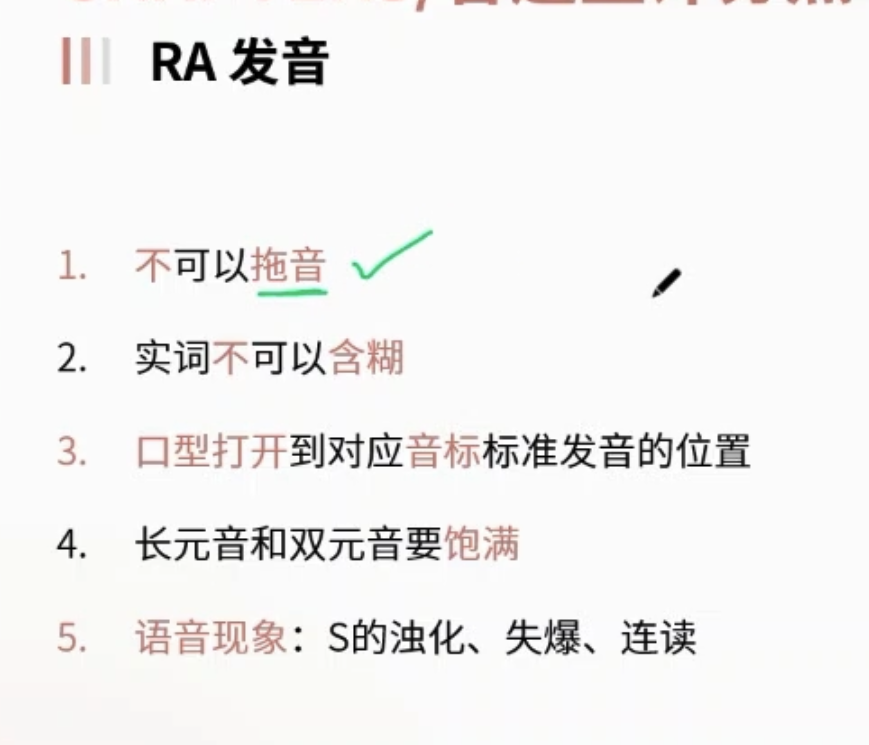 RA 发音
1. 不可以拖音
2. 实词不可以含糊
3. 口型打开到对应音标标准发音的位置
4. 长元音和双元音要饱满
5. 语音现象：S的浊化、失爆、连读